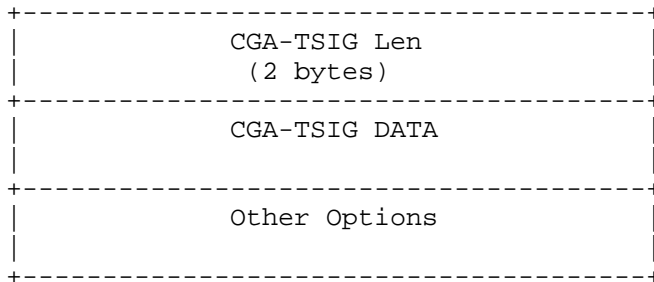 +---------------------------------------+
|             CGA-TSIG Len              |
|              (2 bytes)                |
+---------------------------------------+
|             CGA-TSIG DATA             |
|                                       |
+---------------------------------------+
|             Other Options             |
|                                       |
+---------------------------------------+